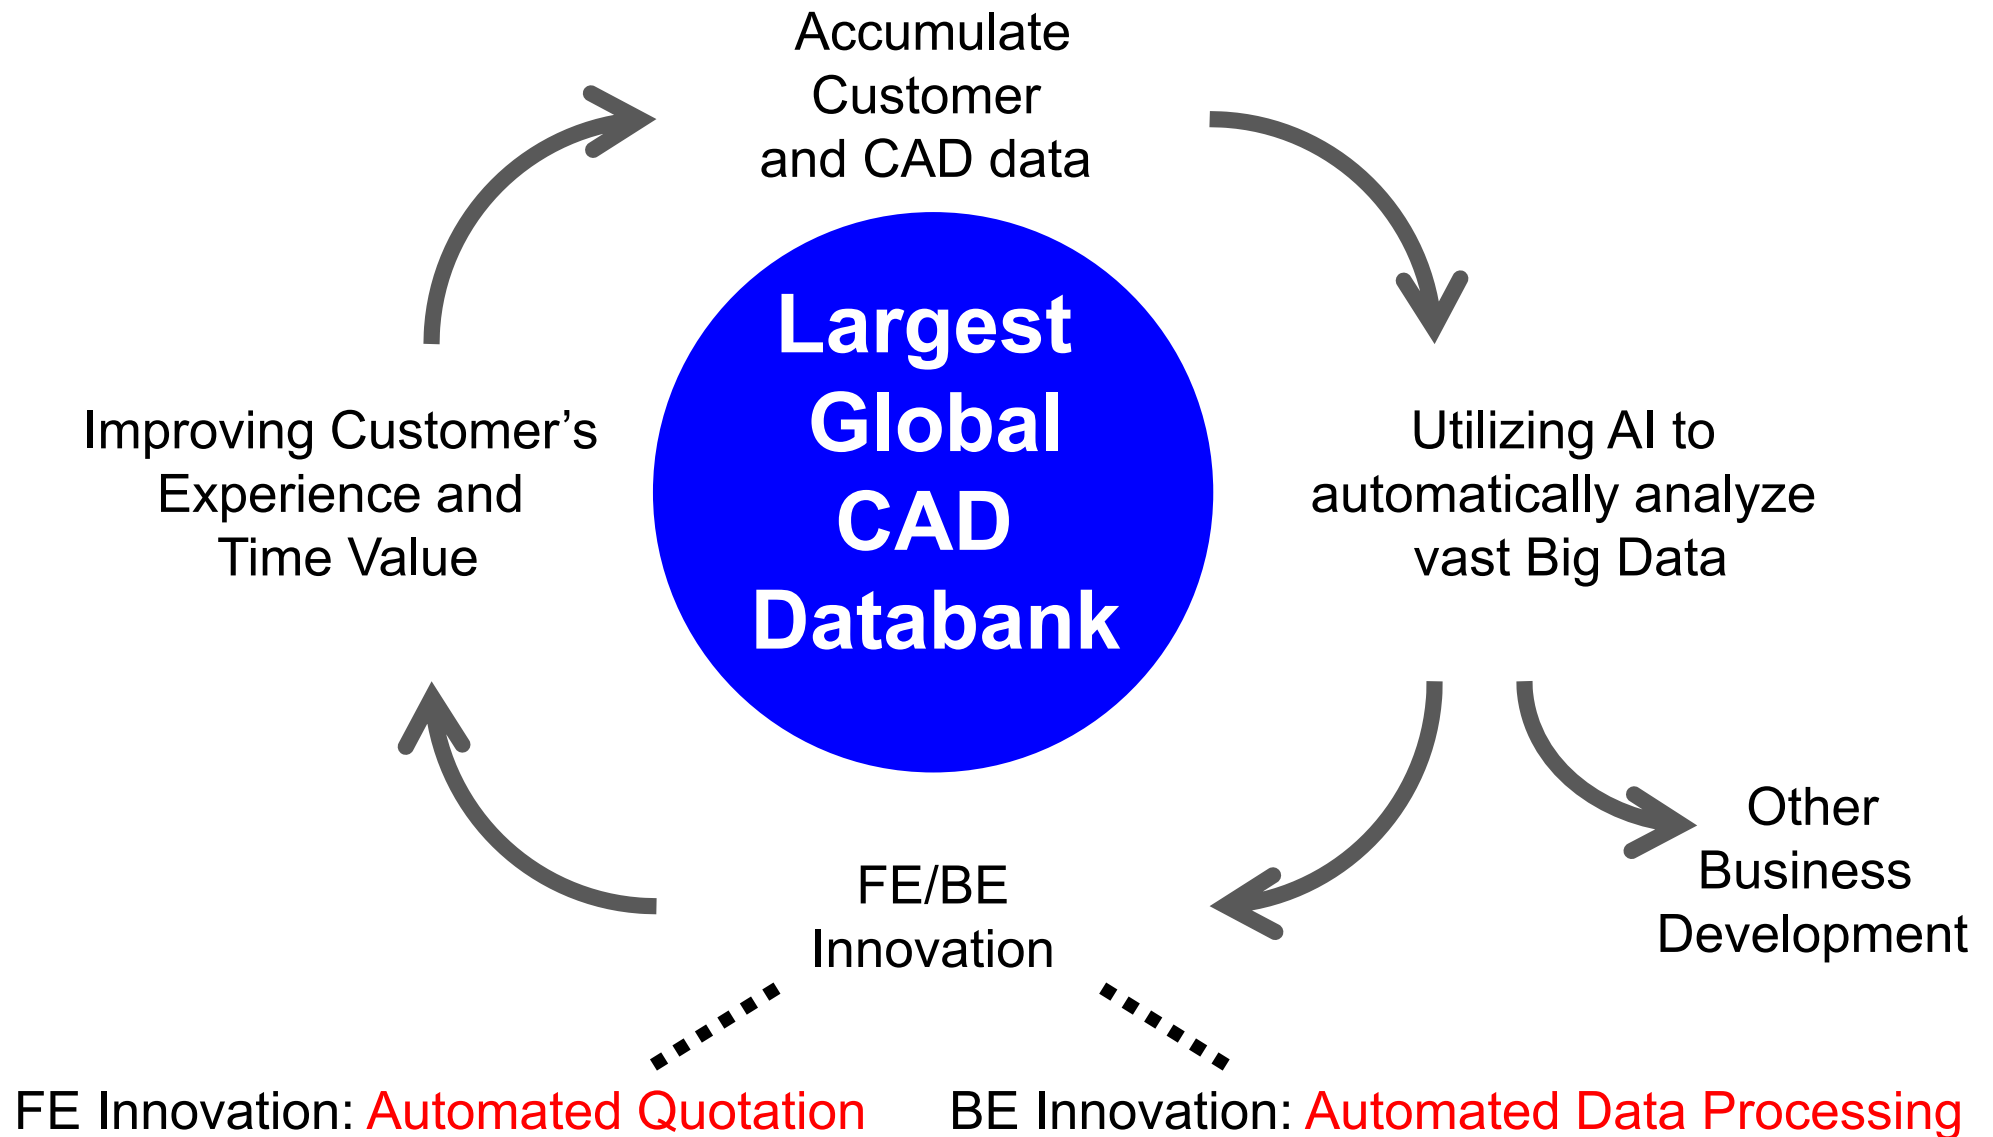 Accumulate
Customer
and CAD data
Largest
Global
CAD
Databank
Improving Customer’s
Experience and
Time Value
Utilizing AI to
automatically analyze
vast Big Data
Other
Business
Development
FE/BE
Innovation
FE Innovation: Automated Quotation
BE Innovation: Automated Data Processing